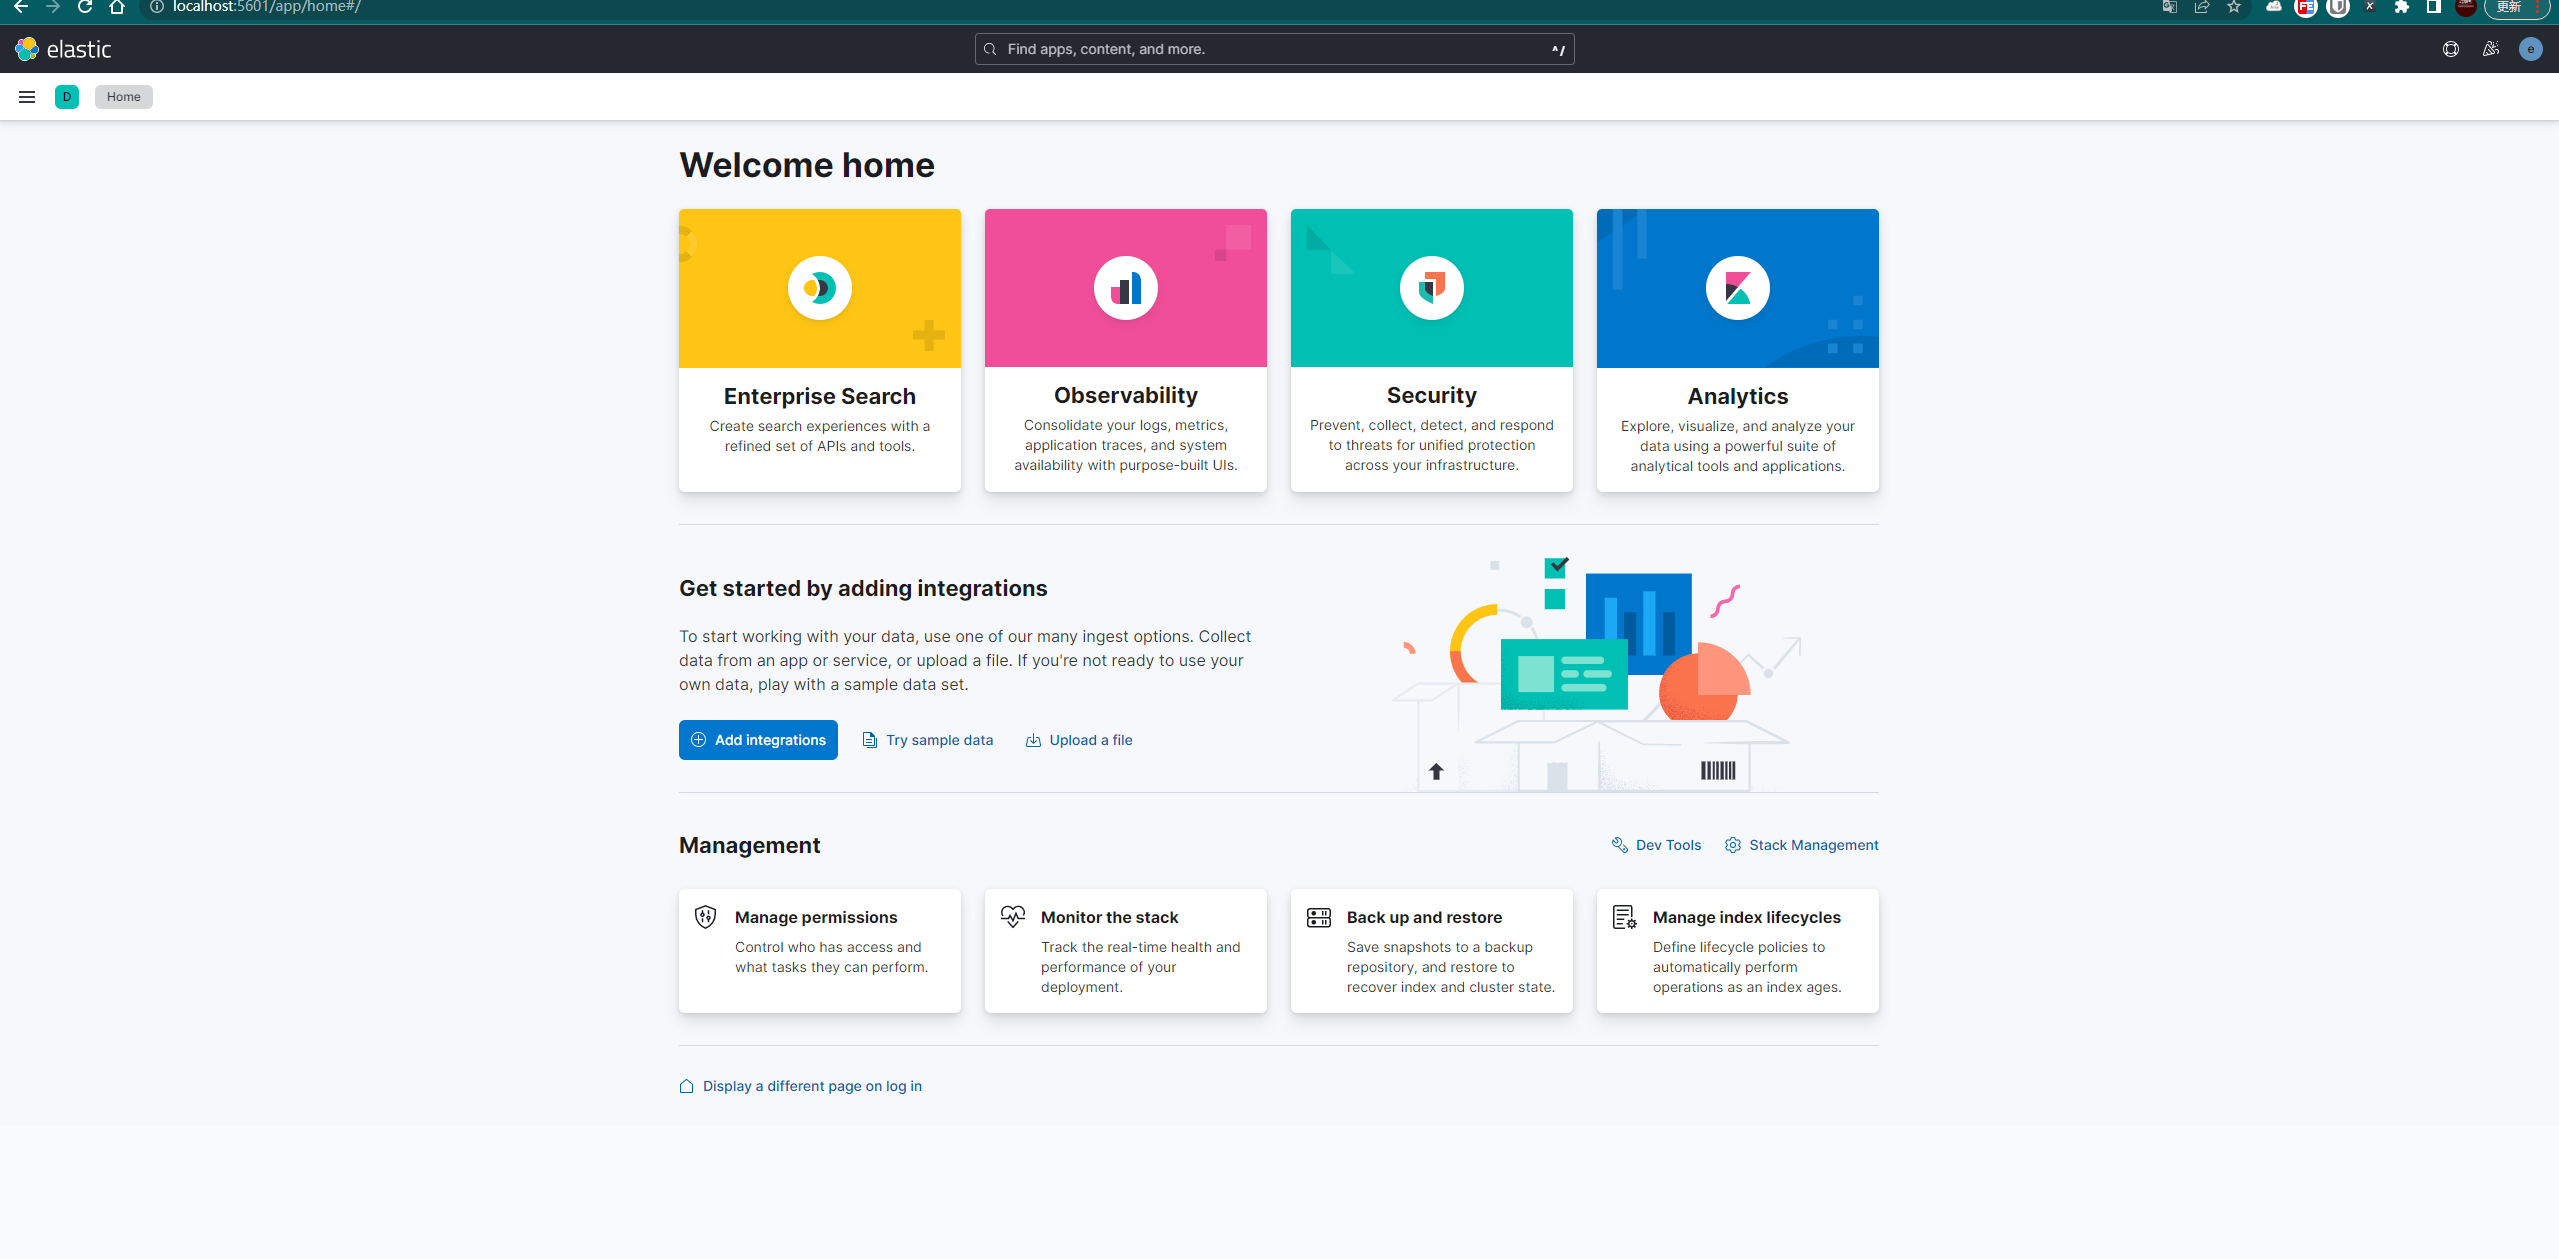 localhost:5601/app/home#/
更新
elastic
Find apps, content, and more.
^/
e
D
Home
Welcome home
Enterprise Search
Create search experiences with a
refined set of APIs and tools.
Observability
Consolidate your logs, metrics,
application traces, and system
availability with purpose-built UIs.
Security
Prevent, collect, detect, and respond
to threats for unified protection
across your infrastructure.
Analytics
Explore, visualize, and analyze your
data using a powerful suite of
analytical tools and applications.
Get started by adding integrations
To start working with your data, use one of our many ingest options. Collect
data from an app or service, or upload a file. If you're not ready to use your
own data, play with a sample data set.
Add integrations
Try sample data
Upload a file
Management
Dev Tools
Stack Management
Manage permissions
Control who has access and
what tasks they can perform.
Monitor the stack
Track the real-time health and
performance of your
deployment.
Back up and restore
Save snapshots to a backup
repository, and restore to
recover index and cluster state.
Manage index lifecycles
Define lifecycle policies to
automatically perform
operations as an index ages.
Display a different page on log in